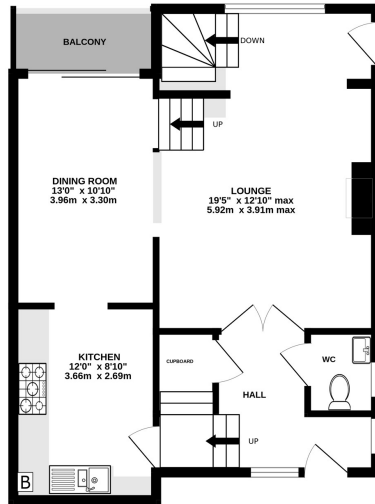 BALCONY
DOWN
UP
DINING ROOM
13'0" x 10'10"
3.96m x 3.30m
LOUNGE
19'5" x 12'10" max
5.92m x 3.91m max
KITCHEN
12'0" x 8'10"
3.66m x 2.69m
CUPBOARD
WC
HALL
UP
B